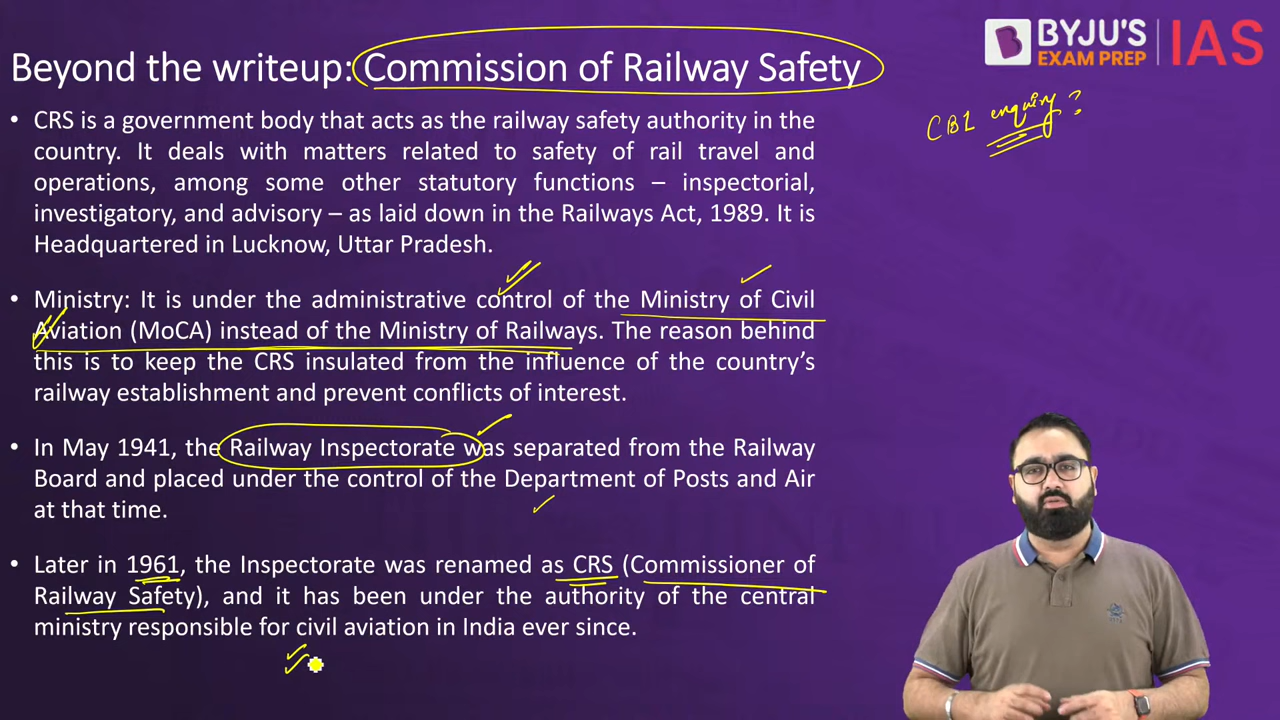 BYJU'S
EXAM PREP
IAS
Beyond the writeup: Commission of Railway Safety
CBI enquiry ?
• CRS is a government body that acts as the railway safety authority in the
country. It deals with matters related to safety of rail travel and
operations, among some other statutory functions – inspectorial,
investigatory, and advisory – as laid down in the Railways Act, 1989. It is
Headquartered in Lucknow, Uttar Pradesh.
• Ministry: It is under the administrative control of the Ministry of Civil
Aviation (MoCA) instead of the Ministry of Railways. The reason behind
this is to keep the CRS insulated from the influence of the country's
railway establishment and prevent conflicts of interest.
• In May 1941, the Railway Inspectorate was separated from the Railway
Board and placed under the control of the Department of Posts and Air
at that time.
• Later in 1961, the Inspectorate was renamed as CRS (Commissioner of
Railway Safety), and it has been under the authority of the central
ministry responsible for civil aviation in India ever since.